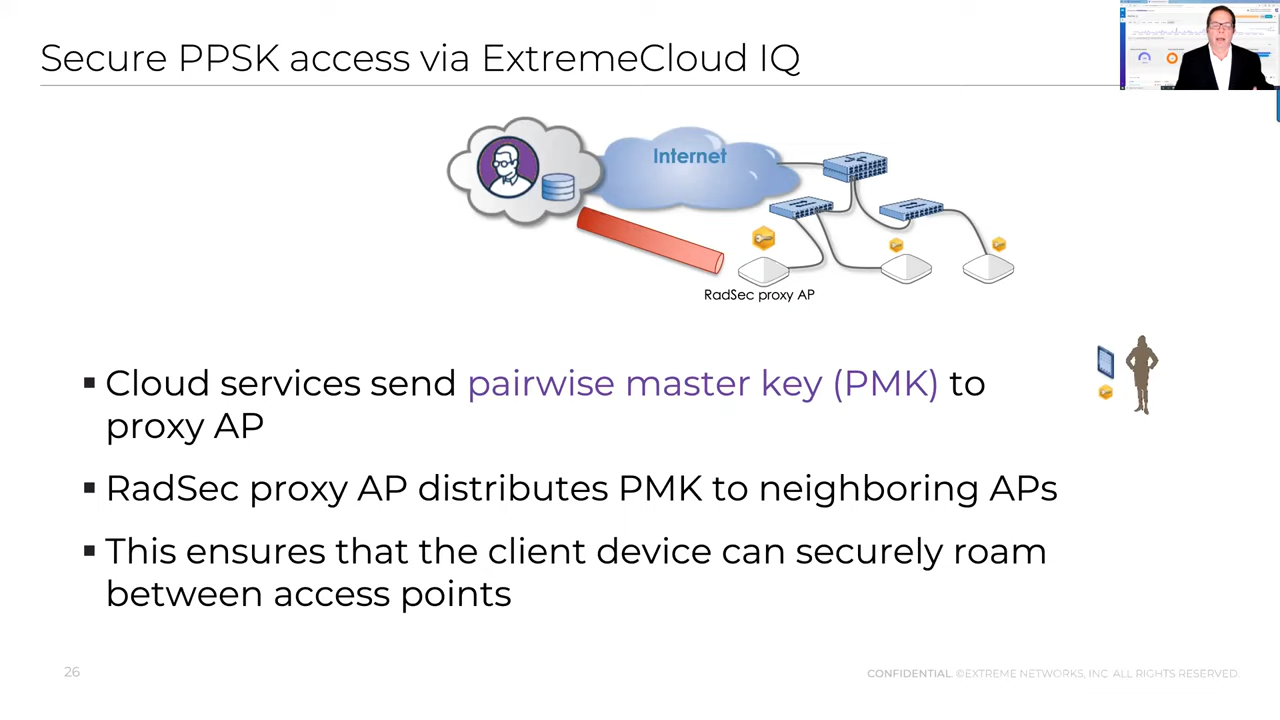 Secure PPSK access via ExtremeCloud IQ
Internet
RadSec proxy AP
▪ Cloud services send pairwise master key (PMK) to
proxy AP
▪ RadSec proxy AP distributes PMK to neighboring APs
▪ This ensures that the client device can securely roam
between access points
26
CONFIDENTIAL. ©EXTREME NETWORKS, INC. ALL RIGHTS RESERVED.